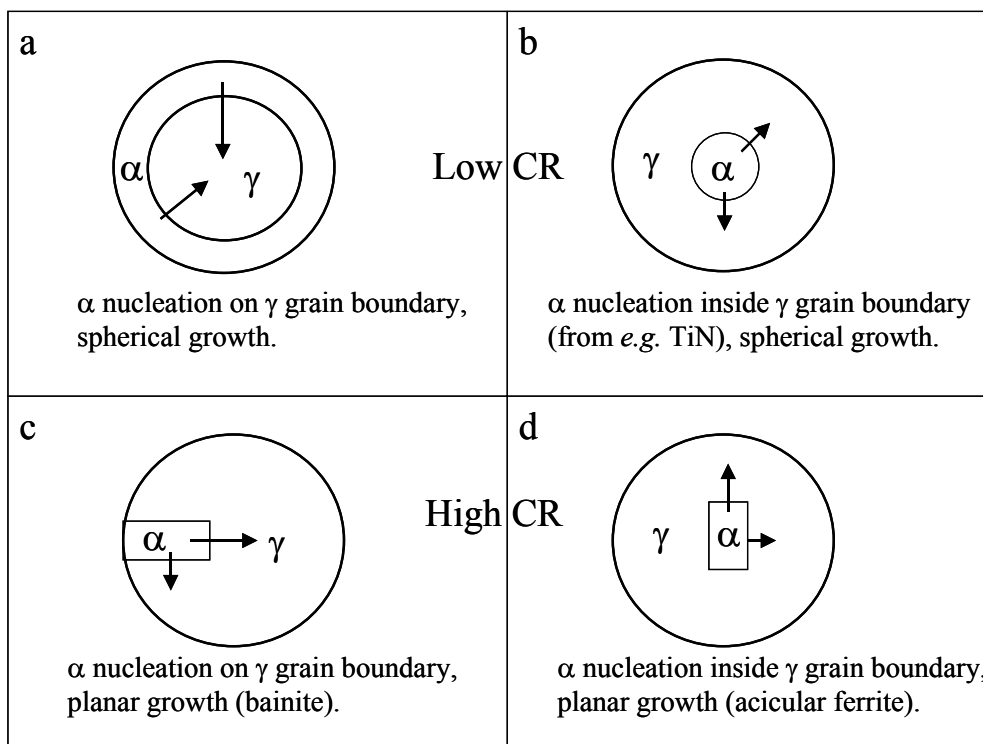 a
α
γ
α nucleation on γ grain boundary,
spherical growth.
b
γ
α
α nucleation inside γ grain boundary
(from e.g. TiN), spherical growth.
Low CR
c
α
γ
α nucleation on γ grain boundary,
planar growth (bainite).
d
γ
α
α nucleation inside γ grain boundary,
planar growth (acicular ferrite).
High CR